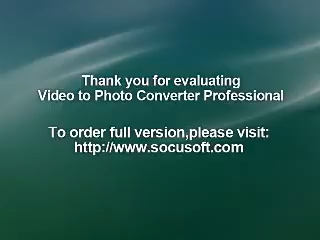 Thank you for evaluating
Video to Photo Converter Professional
To order full version,please visit:
http://www.socusoft.com